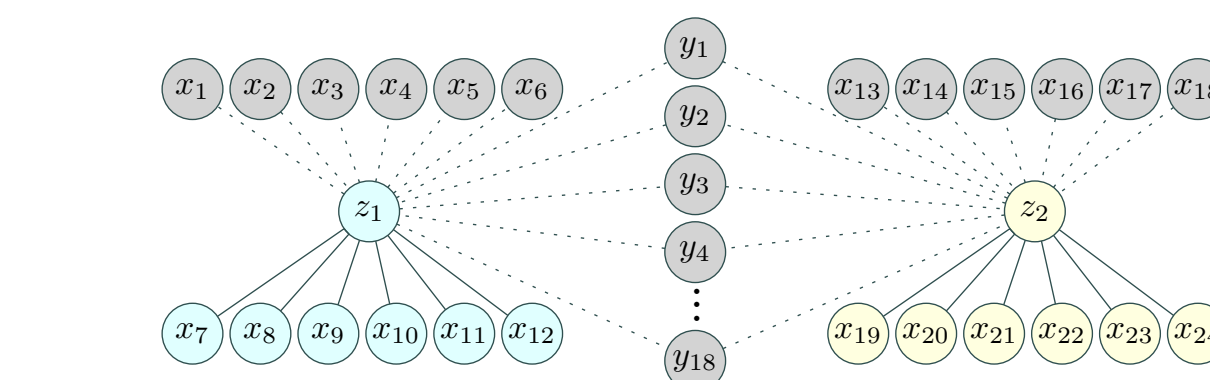 y₁
x₁ x₂ x₃ x₄ x₅ x₆ x₁₃ x₁₄ x₁₅ x₁₆ x₁₇
y₂
y₃
z₁ z₂
y₄
⋮
x₇ x₈ x₉ x₁₀ x₁₁ x₁₂ x₁₉ x₂₀ x₂₁ x₂₂ x₂₃
y₁₈